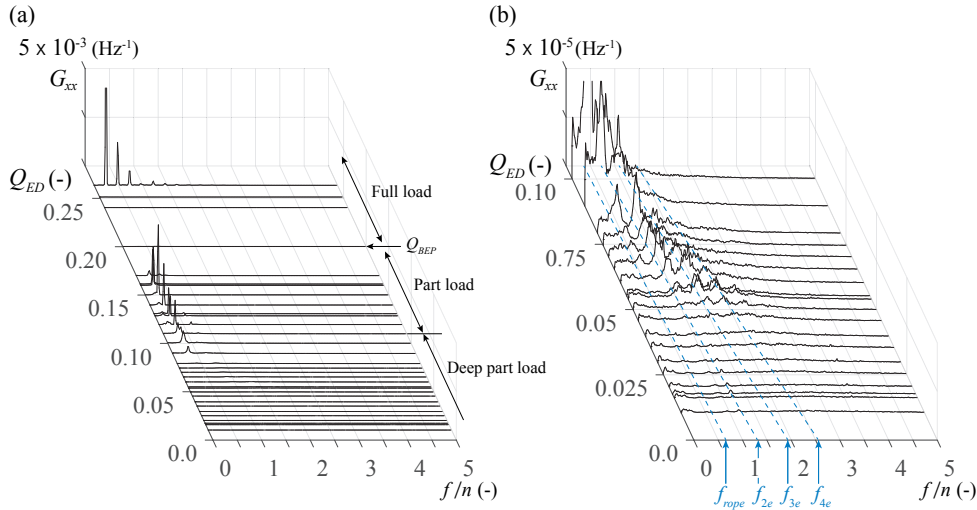 (a)
5 x 10⁻³ (Hz⁻¹)
G_xx
Q_ED (-)
0.25
0.20
0.15
0.10
0.05
0.0
Full load
Q_BEP
Part load
Deep part load
0 1 2 3 4 5
f/n (-)
(b)
5 x 10⁻⁵ (Hz⁻¹)
G_xx
Q_ED (-)
0.10
0.75
0.05
0.025
0 1 2 3 4 5
f_rope f_2e f_3e f_4e
f/n (-)